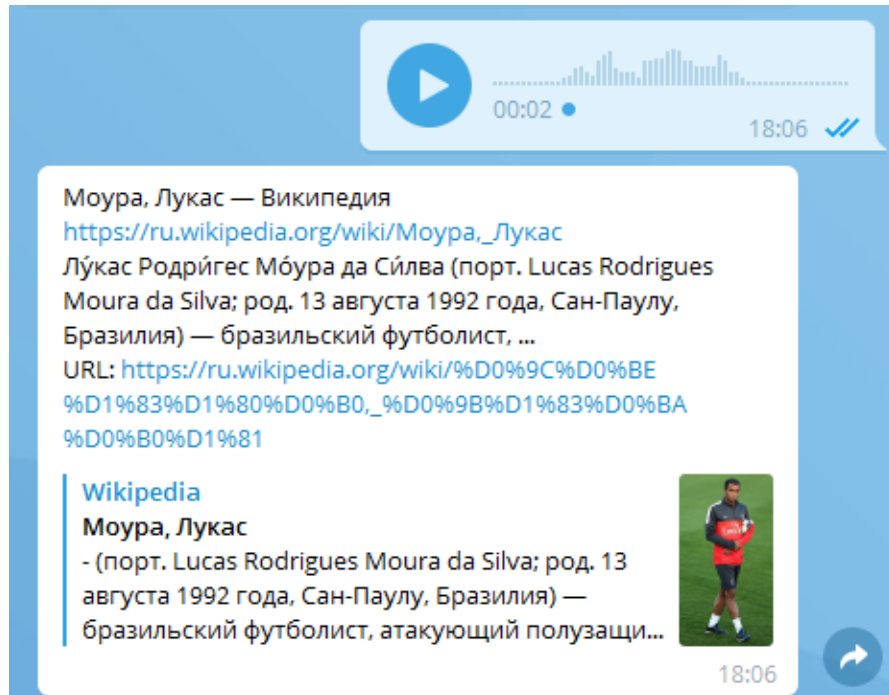 00:02
18:06
Моура, Лукас — Википедия
https://ru.wikipedia.org/wiki/Моура,_Лукас
Лу́кас Родри́гес Мо́ура да Си́лва (порт. Lucas Rodrigues
Moura da Silva; род. 13 августа 1992 года, Сан-Паулу,
Бразилия) — бразильский футболист, ...
URL: https://ru.wikipedia.org/wiki/%D0%9C%D0%BE
%D1%83%D1%80%D0%B0,_%D0%9B%D1%83%D0%BA
%D0%B0%D1%81
Wikipedia
Моура, Лукас
- (порт. Lucas Rodrigues Moura da Silva; род. 13
августа 1992 года, Сан-Паулу, Бразилия) —
бразильский футболист, атакующий полузащи...
18:06